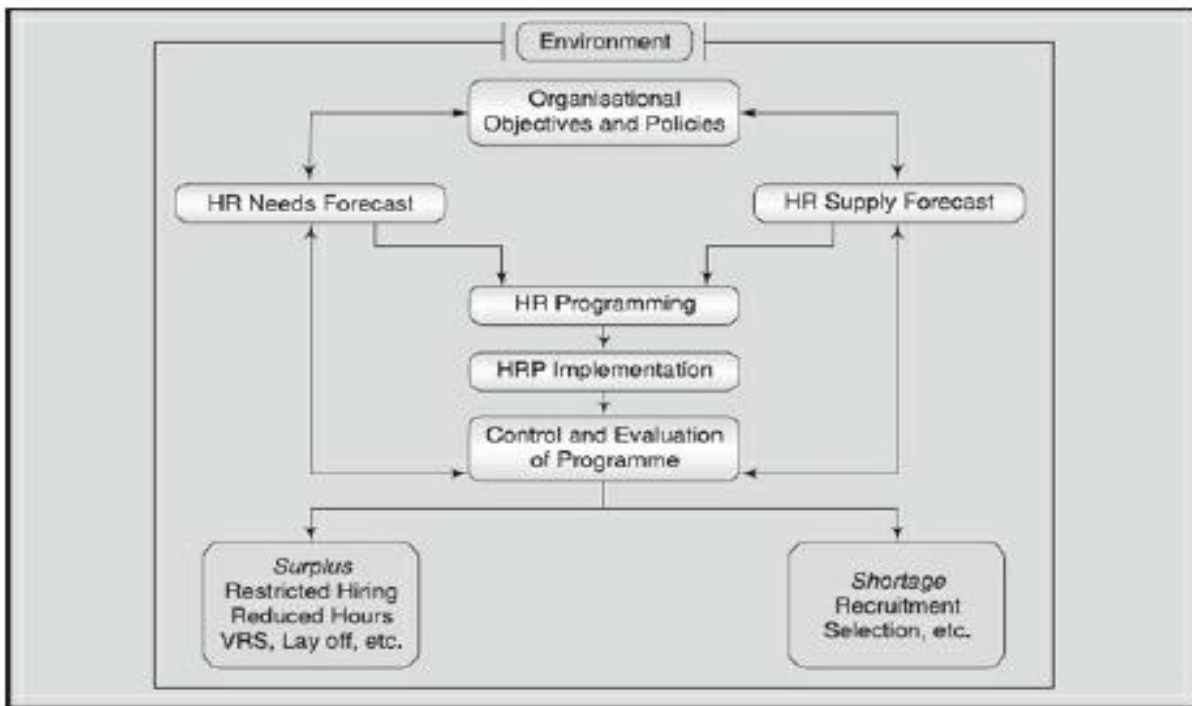 Environment
Organisational
Objectives and Policies
HR Needs Forecast
HR Supply Forecast
HR Programming
HRP Implementation
Control and Evaluation
of Programme
Surplus
Restricted Hiring
Reduced Hours
VRS, Lay off, etc.
Shortage
Recruitment
Selection, etc.